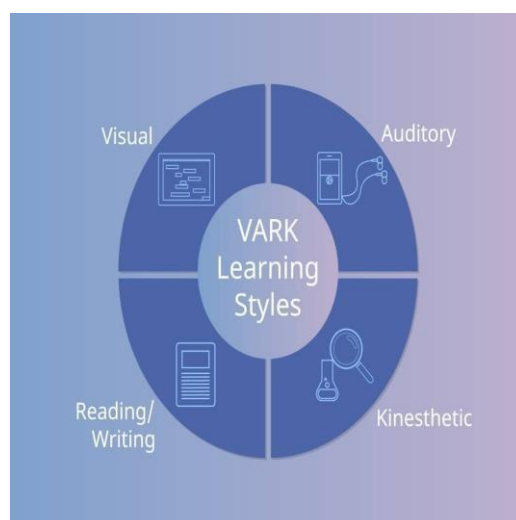 Visual
Auditory
VARK
Learning
Styles
Reading/
Writing
Kinesthetic